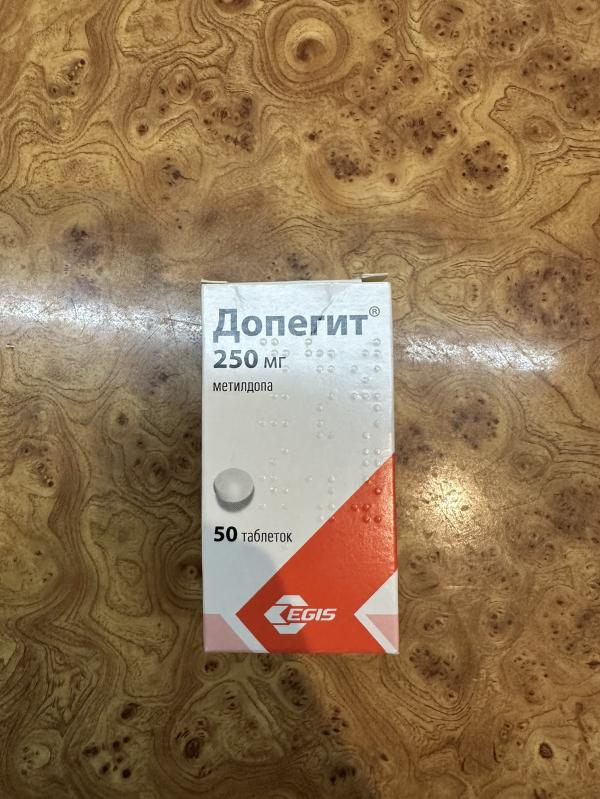 Допегит®
250 мг
метилдопа
50 таблеток
EGIS